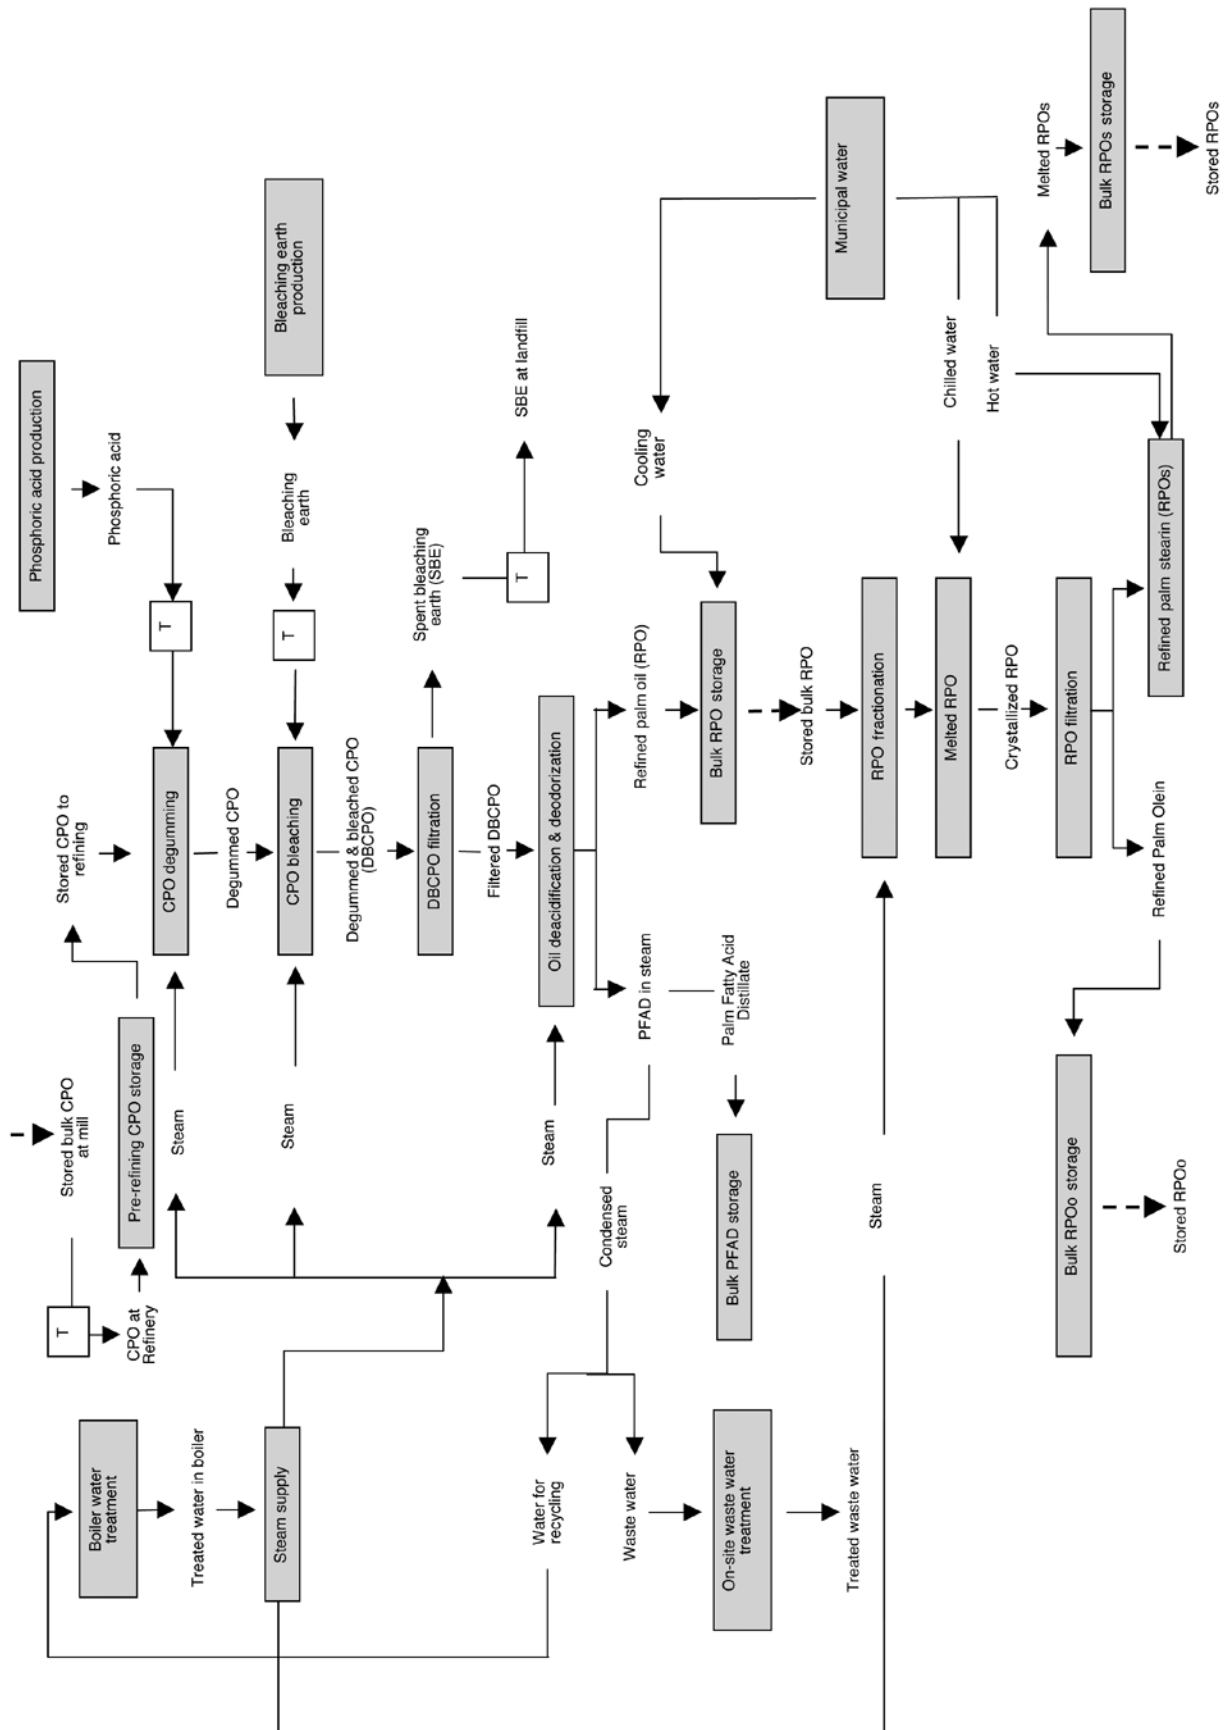 Phosphoric acid production
Phosphoric acid
T
Bleaching earth
production
Bleaching
earth
T
Stored CPO to
refining
CPO degumming
Degummed CPO
CPO bleaching
Degummed & bleached CPO
(DBCPO)
DBCPO filtration
Spent bleaching
earth (SBE)
T
SBE at landfill
Filtered DBCPO
Oil deacidification & deodorization
Stored bulk CPO
at mill
T
CPO at
Refinery
Pre-refining CPO storage
Steam
Steam
Steam
Boiler water
treatment
Treated water in boiler
Steam supply
PFAD in steam
Palm Fatty Acid
Distillate
Bulk PFAD storage
Condensed
steam
Water for
recycling
Waste water
On-site waste water
treatment
Treated waste water
Refined palm oil (RPO)
Bulk RPO storage
Stored bulk RPO
Cooling
water
Municipal water
Chilled water
Hot water
Steam
RPO fractionation
Melted RPO
Crystallized RPO
RPO filtration
Refined Palm Olein
Bulk RPOo storage
Stored RPOo
Refined palm stearin (RPOs)
Melted RPOs
Bulk RPOs storage
Stored RPOs